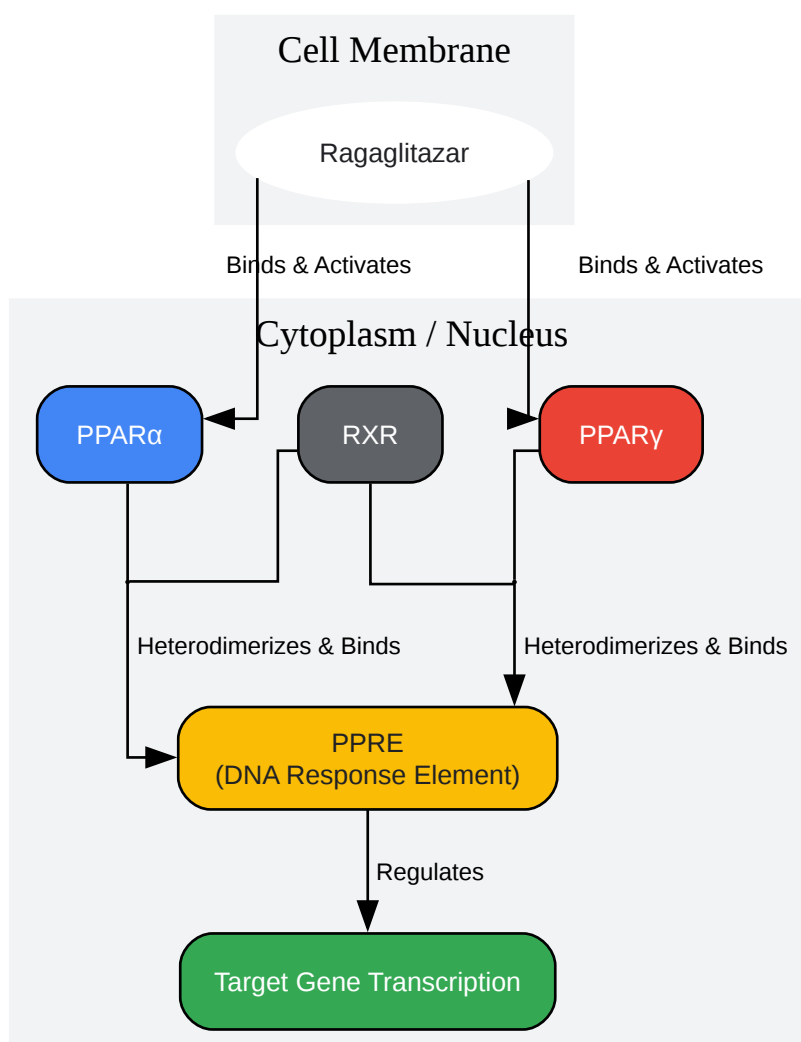 Cell Membrane
Ragaglitazar
Binds & Activates
Binds & Activates
Cytoplasm / Nucleus
PPARα
RXR
PPARγ
Heterodimerizes & Binds
Heterodimerizes & Binds
PPRE
(DNA Response Element)
Regulates
Target Gene Transcription